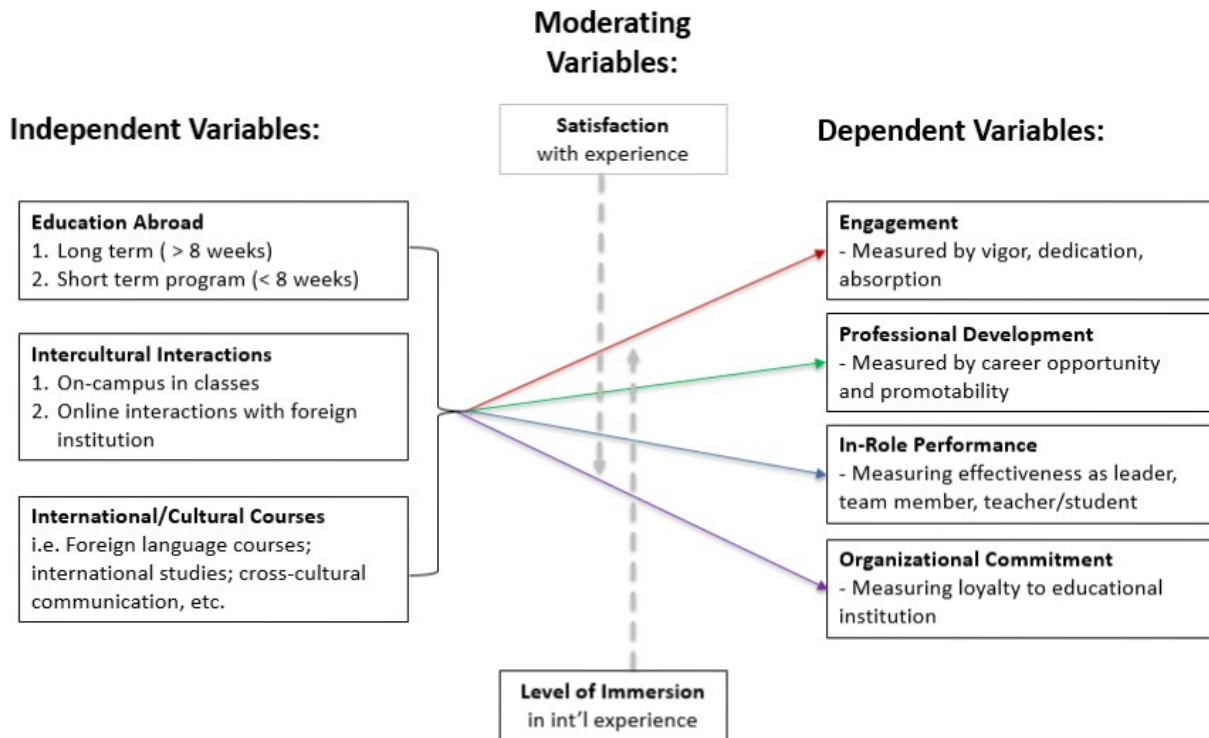 Moderating
Variables:
Independent Variables:
Satisfaction
with experience
Dependent Variables:
Education Abroad
1. Long term ( > 8 weeks)
2. Short term program (< 8 weeks)
Intercultural Interactions
1. On-campus in classes
2. Online interactions with foreign
institution
International/Cultural Courses
i.e. Foreign language courses;
international studies; cross-cultural
communication, etc.
Engagement
- Measured by vigor, dedication,
absorption
Professional Development
- Measured by career opportunity
and promotability
In-Role Performance
- Measuring effectiveness as leader,
team member, teacher/student
Organizational Commitment
- Measuring loyalty to educational
institution
Level of Immersion
in int'l experience